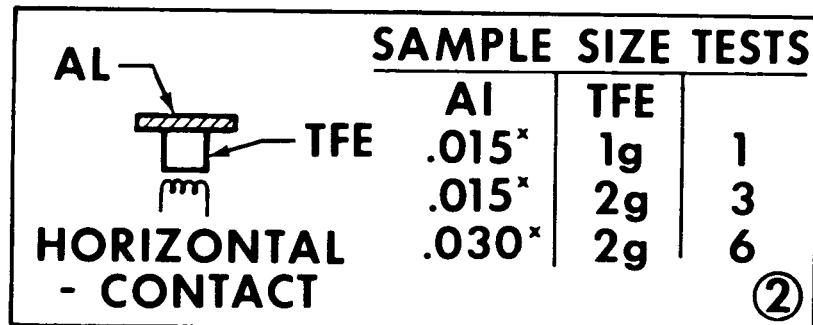 AL
TFE
HORIZONTAL
- CONTACT
SAMPLE SIZE TESTS
Al TFE
.015ˣ 1g 1
.015ˣ 2g 3
.030ˣ 2g 6
②